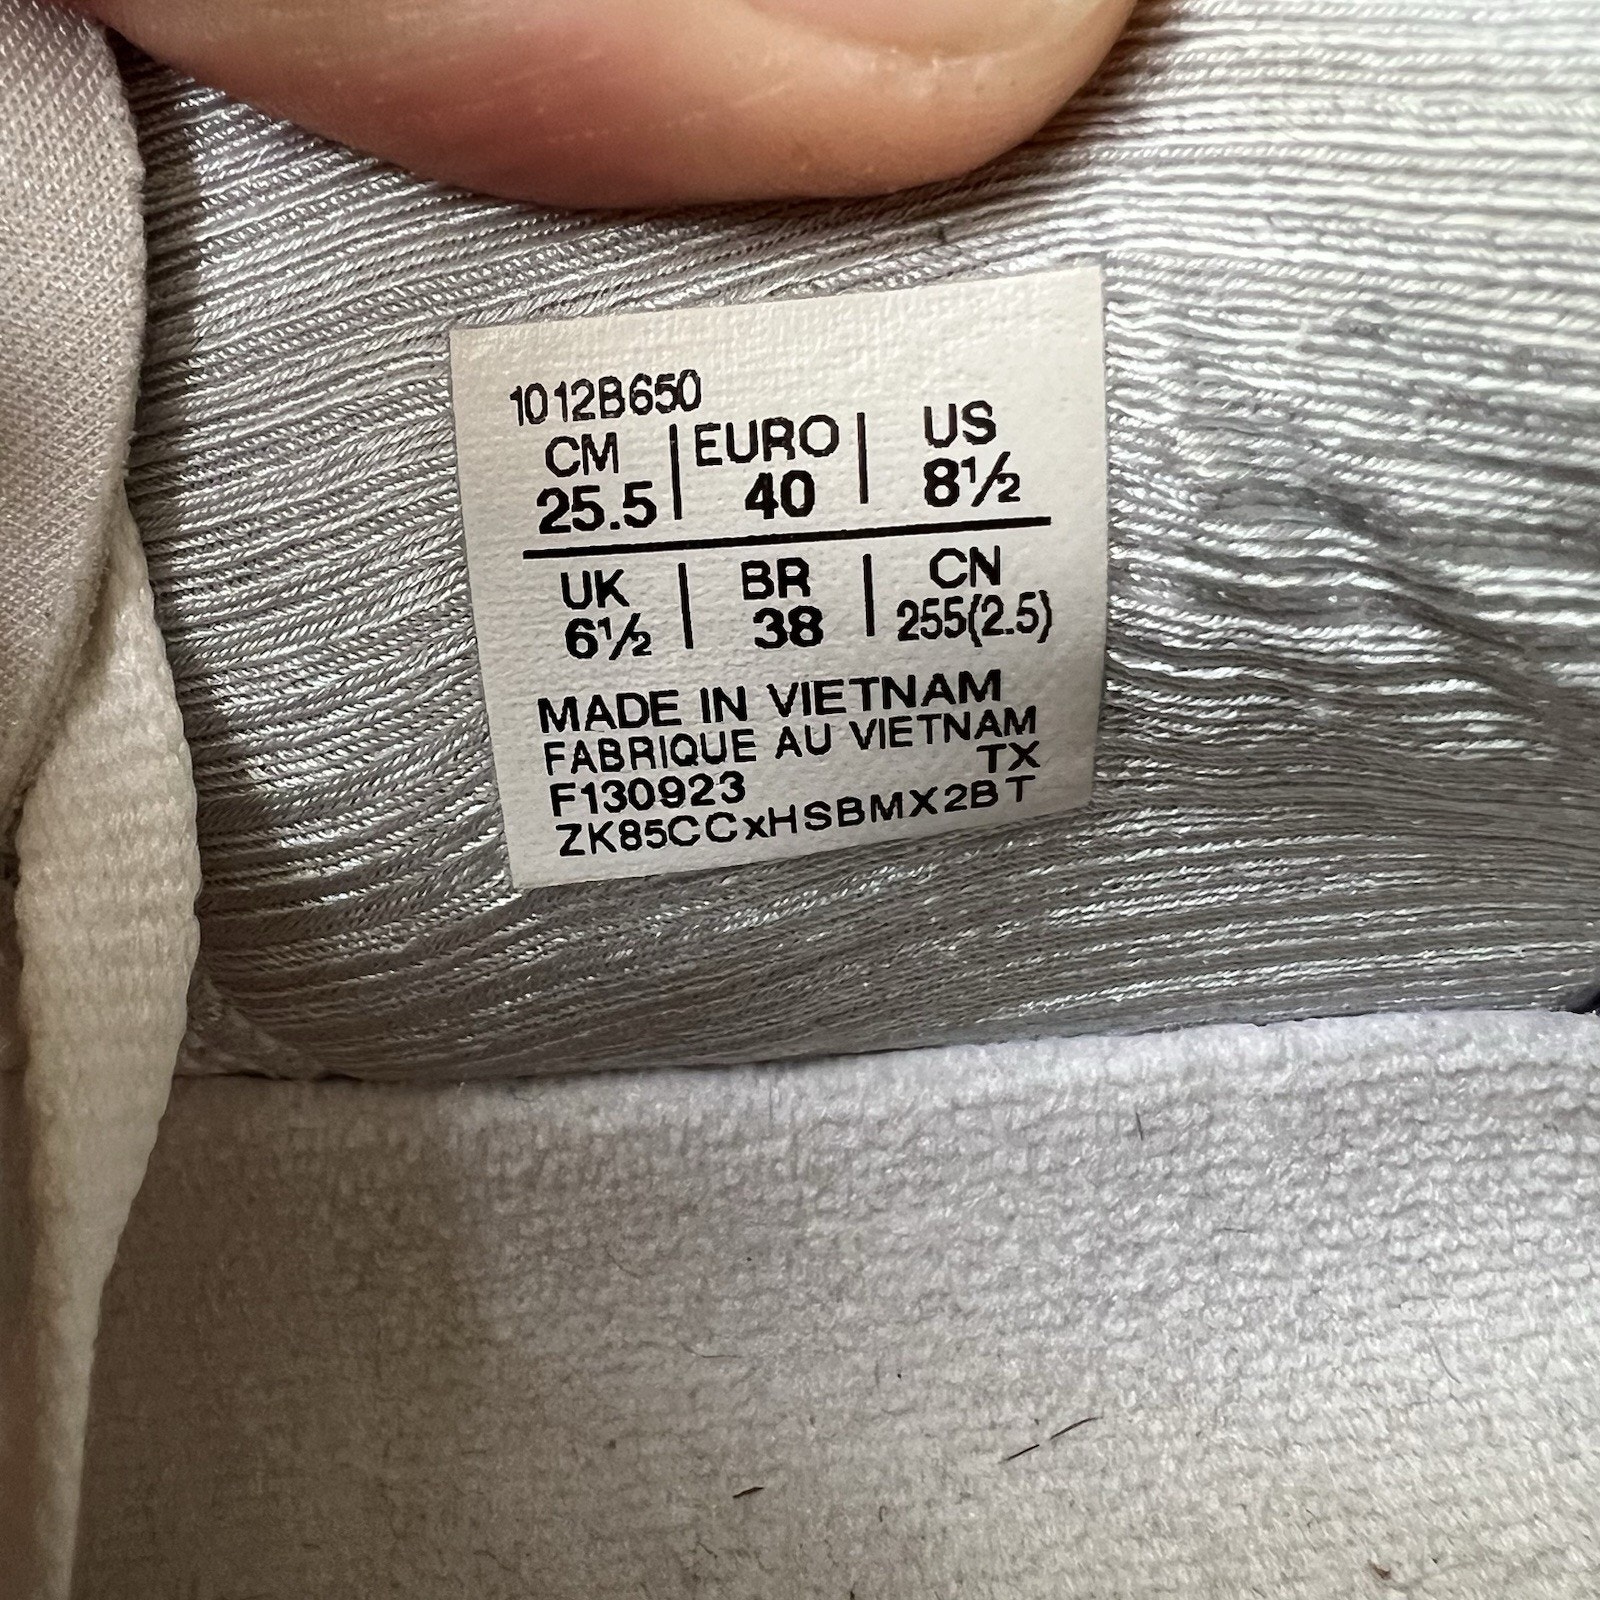 1012B650
CM | EURO | US
25.5 | 40 | 8½
UK | BR | CN
6½ | 38 | 255(2.5)
MADE IN VIETNAM
FABRIQUE AU VIETNAM
TX
F130923
ZK85CCxHSBMX2BT